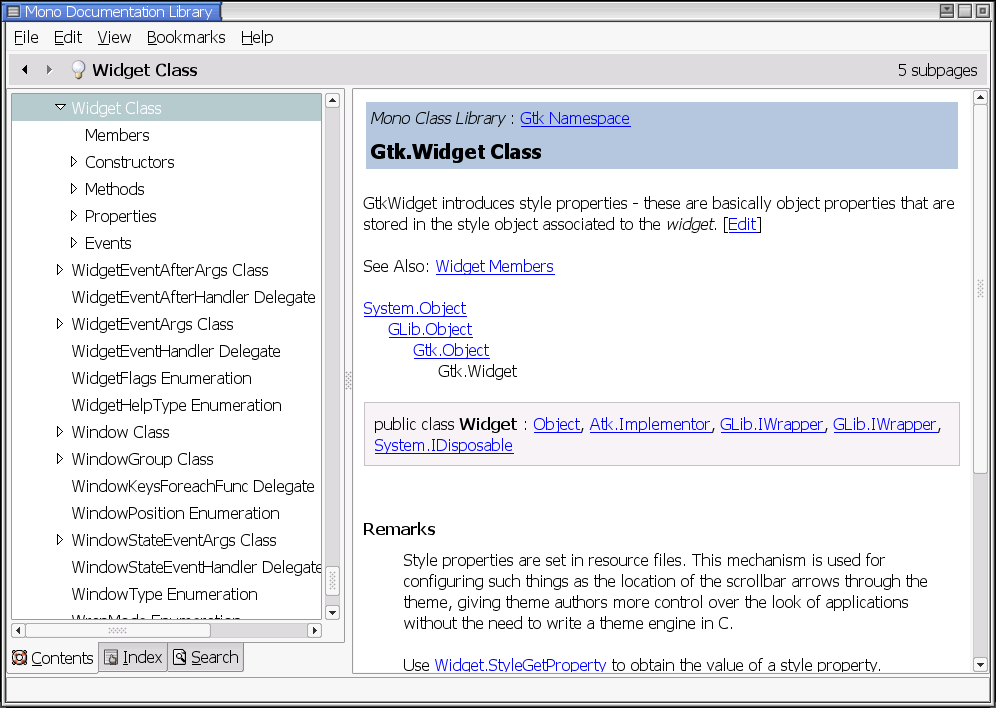 Mono Documentation Library
File Edit View Bookmarks Help
Widget Class
5 subpages
Widget Class
Members
Constructors
Methods
Properties
Events
WidgetEventAfterArgs Class
WidgetEventAfterHandler Delegate
WidgetEventArgs Class
WidgetEventHandler Delegate
WidgetFlags Enumeration
WidgetHelpType Enumeration
Window Class
WindowGroup Class
WindowKeysForeachFunc Delegate
WindowPosition Enumeration
WindowStateEventArgs Class
WindowStateEventHandler Delegate
WindowType Enumeration
WrapMode Enumeration
Contents Index Search
Mono Class Library : Gtk Namespace
Gtk.Widget Class
GtkWidget introduces style properties - these are basically object properties that are
stored in the style object associated to the widget. [Edit]
See Also: Widget Members
System.Object
GLib.Object
Gtk.Object
Gtk.Widget
public class Widget : Object, Atk.Implementor, GLib.IWrapper, GLib.IWrapper,
System.IDisposable
Remarks
Style properties are set in resource files. This mechanism is used for
configuring such things as the location of the scrollbar arrows through the
theme, giving theme authors more control over the look of applications
without the need to write a theme engine in C.
Use Widget.StyleGetProperty to obtain the value of a style property.